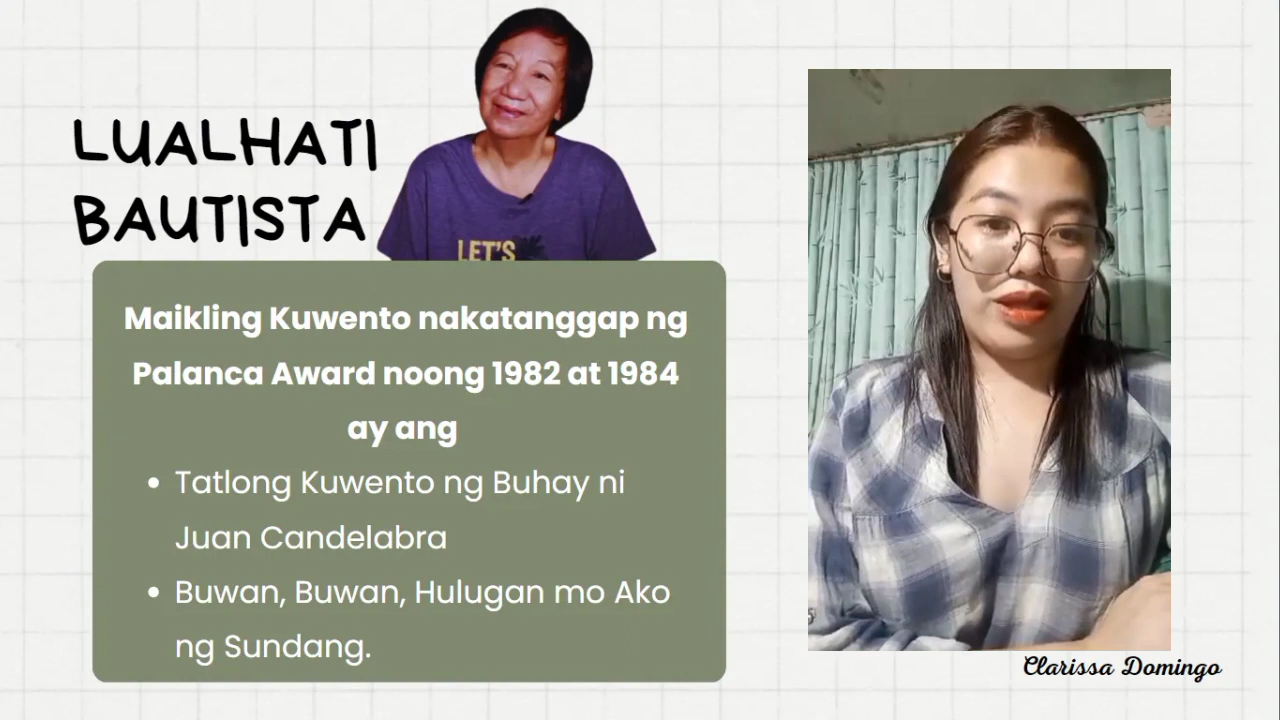 LUALHATI
BAUTISTA
LET'S
Maikling Kuwento nakatanggap ng
Palanca Award noong 1982 at 1984
ay ang
• Tatlong Kuwento ng Buhay ni
Juan Candelabra
• Buwan, Buwan, Hulugan mo Ako
ng Sundang.
Clarissa Domingo